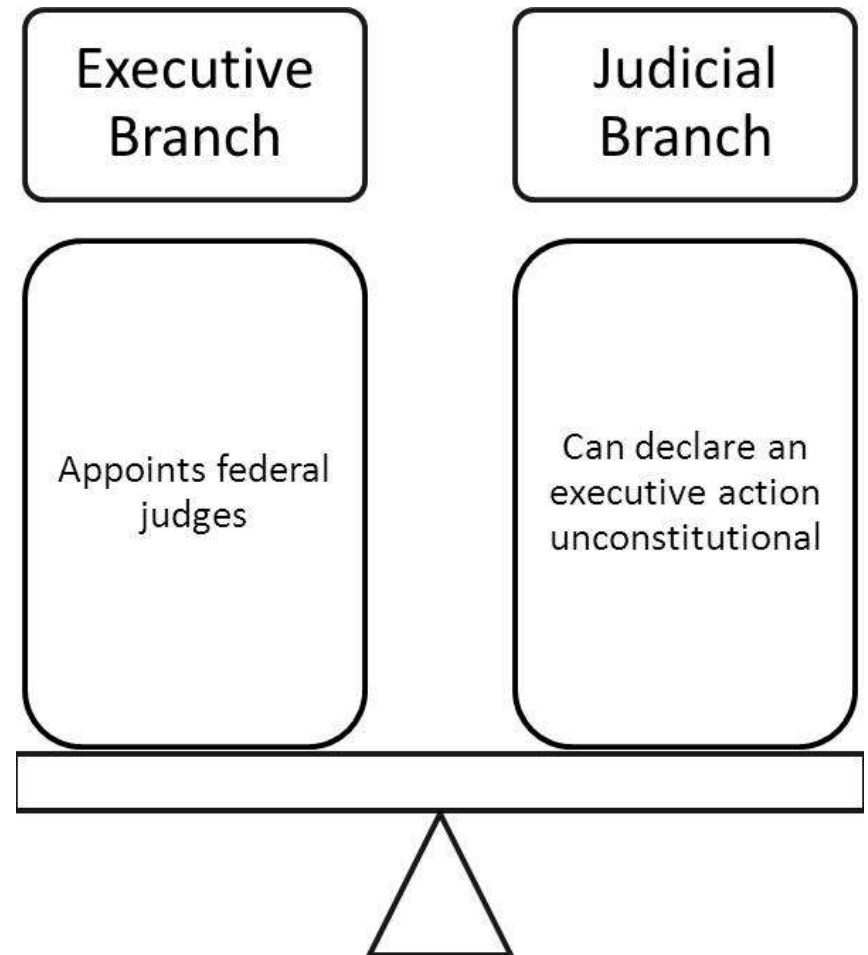 Executive
Branch
Judicial
Branch
Appoints federal
judges
Can declare an
executive action
unconstitutional